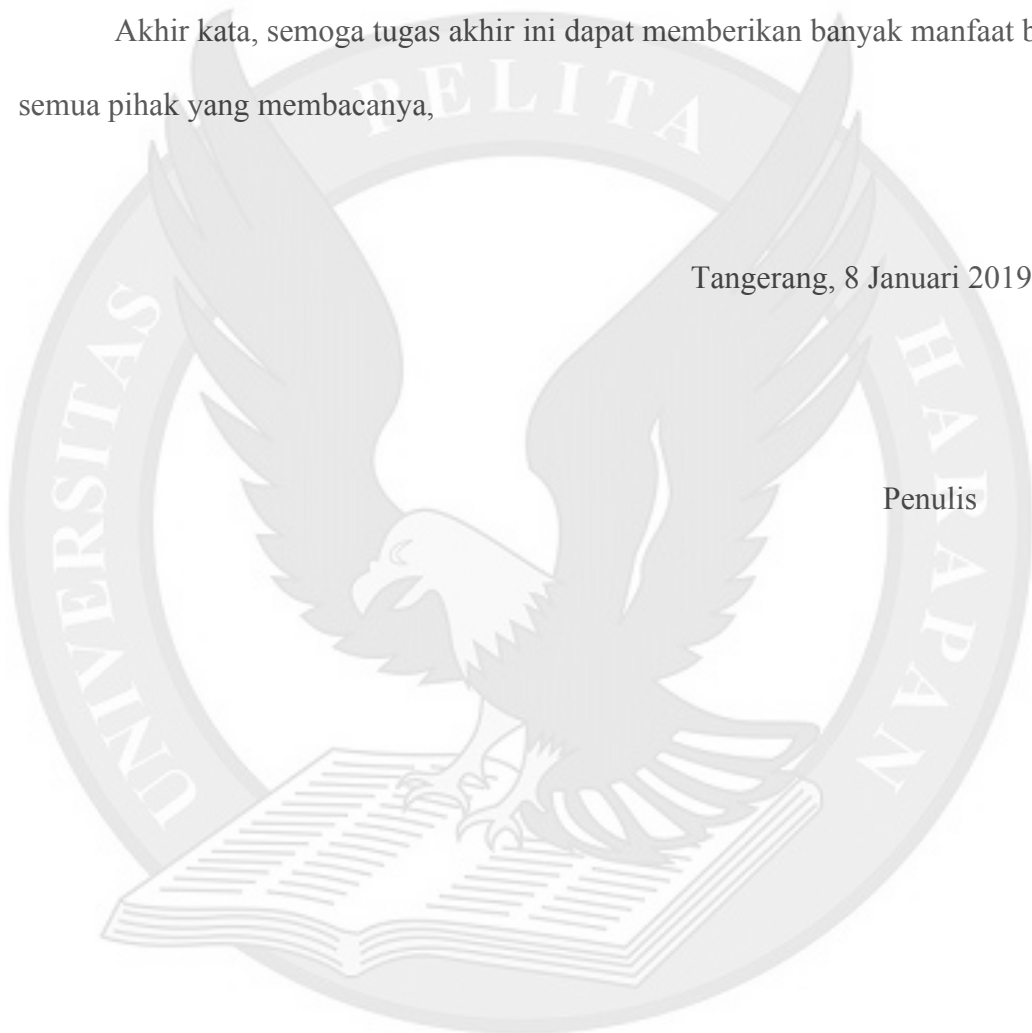 Akhir kata, semoga tugas akhir ini dapat memberikan banyak manfaat b
semua pihak yang membacanya,
Tangerang, 8 Januari 2019
Penulis
UNIVERSITAS PELITA HARAPAN